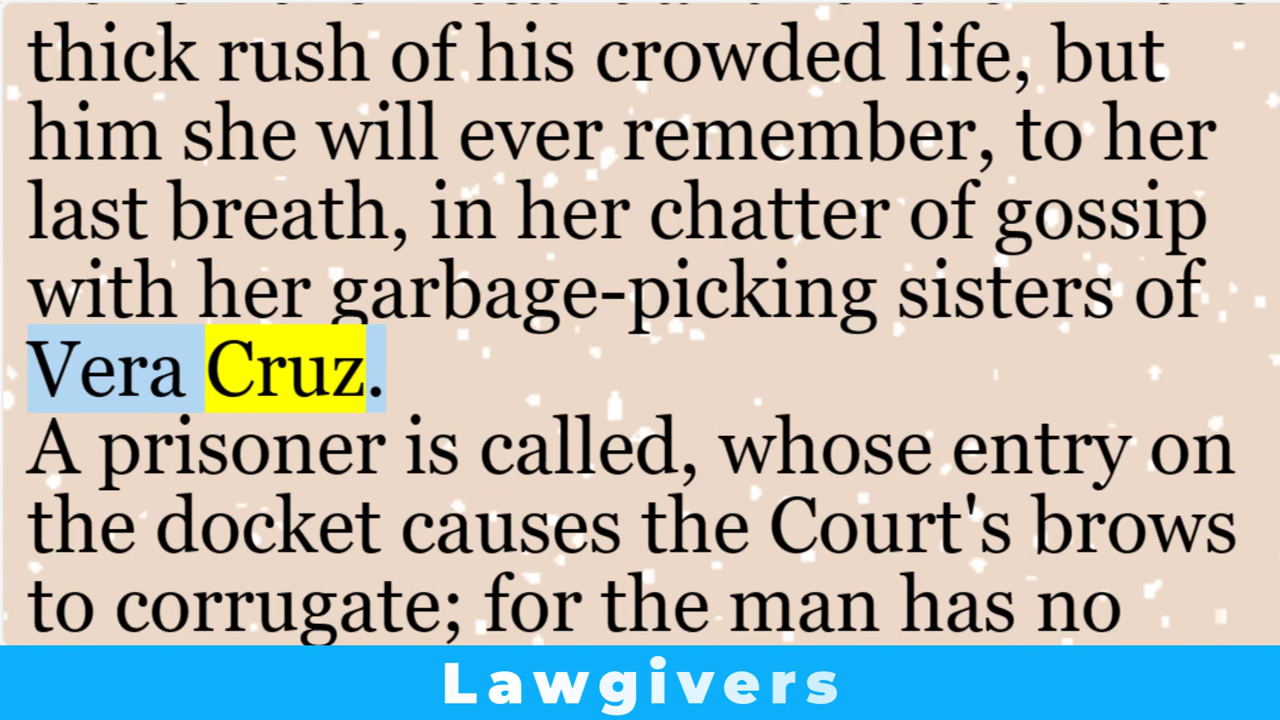 thick rush of his crowded life, but
him she will ever remember, to her
last breath, in her chatter of gossip
with her garbage-picking sisters of
Vera Cruz.
A prisoner is called, whose entry on
the docket causes the Court's brows
to corrugate; for the man has no
Lawgivers